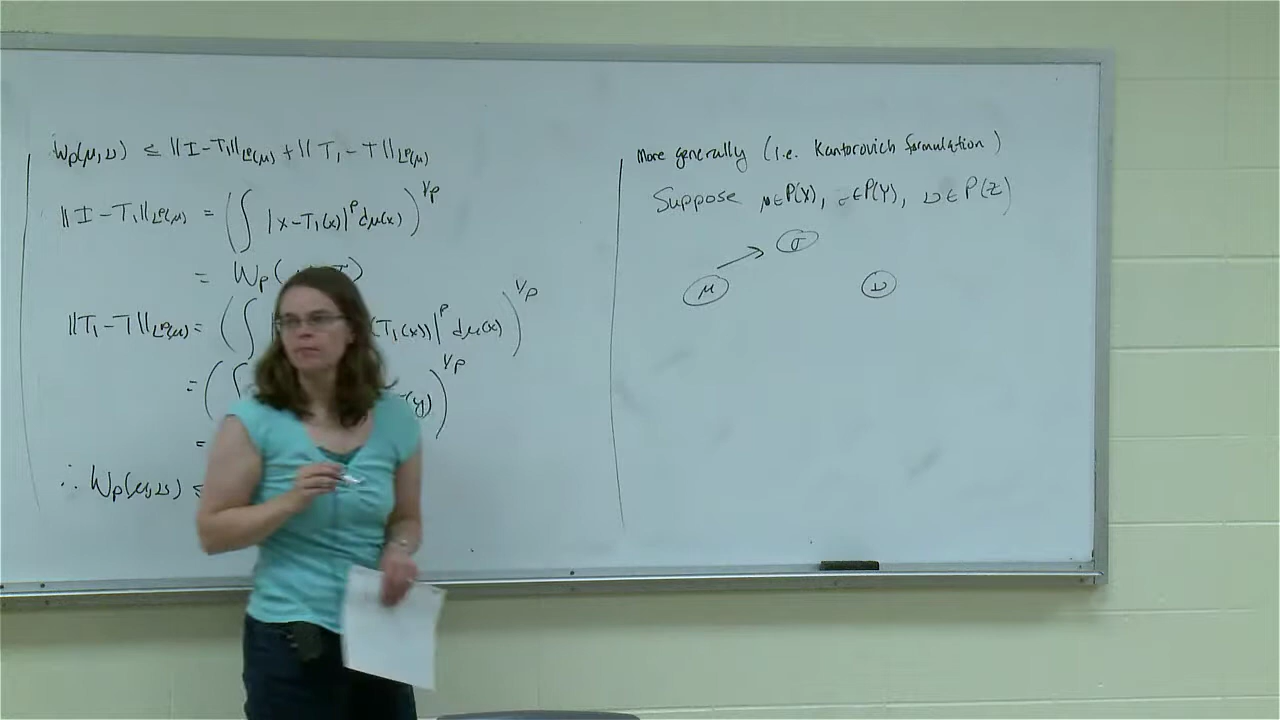 Wp(μ,ν) ≤ ||I-T₁||Lᵖ(μ) + ||T₁-T||Lᵖ(μ)
||I-T₁||Lᵖ(μ) = (∫ |x-T₁(x)|ᵖ dμ(x))^1/p
= Wp(
||T₁-T||Lᵖ(μ) = (∫ (T₁(x))|ᵖ dμ(x))^1/p
= (∫ (y))^1/p
=
∴ Wp(μ,ν) ≤
More generally (i.e. Kantorovich formulation)
Suppose μ∈P(X), σ∈P(Y), ν∈P(Z)
σ
μ
ν